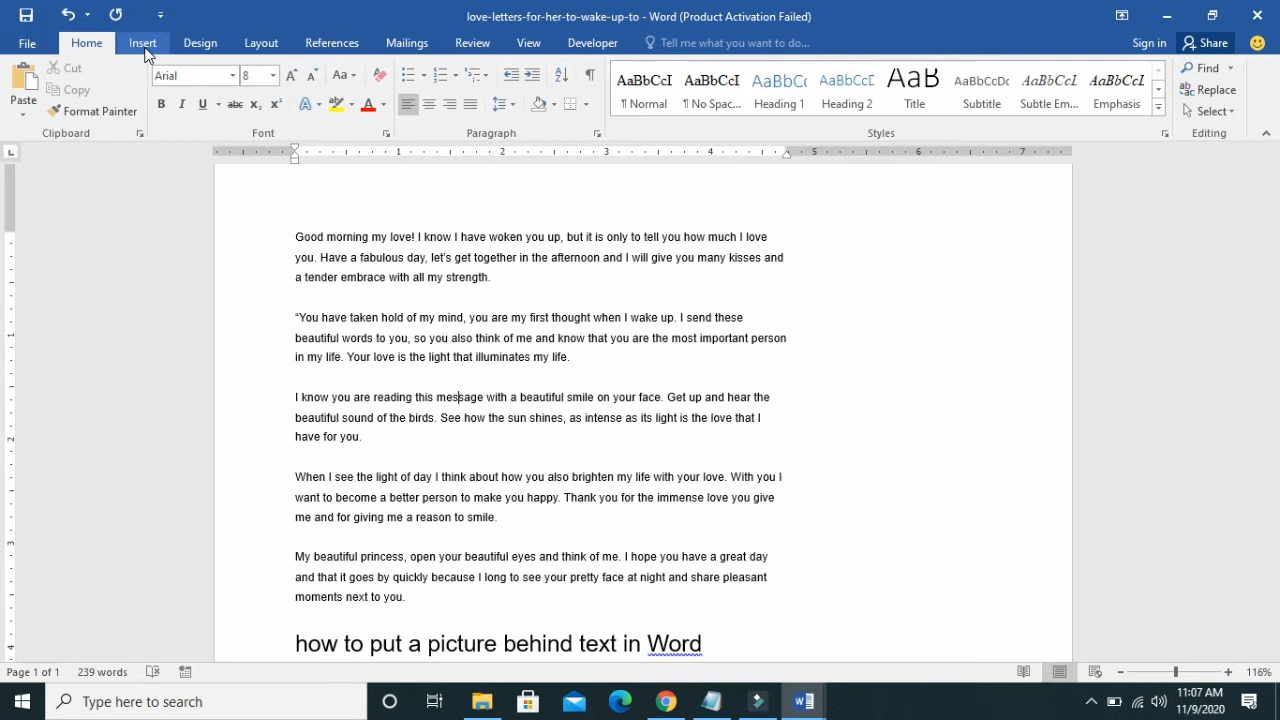 love-letters-for-her-to-wake-up-to - Word (Product Activation Failed)
File Home Insert Design Layout References Mailings Review View Developer Tell me what you want to do... Sign in Share
Cut
Copy
Format Painter
Paste
Clipboard
Arial 8 Aa
B I U abc X₂ X² A A
Font
Paragraph
AaBbCcI AaBbCcI AaBbCc AaBbCcD AaB AaBbCcDc AaBbCcL AaBbCcL
¶ Normal ¶ No Spac... Heading 1 Heading 2 Title Subtitle Subtle Em... Emphasis
Styles
Find
Replace
Select
Editing
1 2 3 4 5 6 7
Good morning my love! I know I have woken you up, but it is only to tell you how much I love
you. Have a fabulous day, let's get together in the afternoon and I will give you many kisses and
a tender embrace with all my strength.
“You have taken hold of my mind, you are my first thought when I wake up. I send these
beautiful words to you, so you also think of me and know that you are the most important person
in my life. Your love is the light that illuminates my life.
I know you are reading this message with a beautiful smile on your face. Get up and hear the
beautiful sound of the birds. See how the sun shines, as intense as its light is the love that I
have for you.
When I see the light of day I think about how you also brighten my life with your love. With you I
want to become a better person to make you happy. Thank you for the immense love you give
me and for giving me a reason to smile.
My beautiful princess, open your beautiful eyes and think of me. I hope you have a great day
and that it goes by quickly because I long to see your pretty face at night and share pleasant
moments next to you.
how to put a picture behind text in Word
Page 1 of 1 239 words 116%
Type here to search
11:07 AM
11/9/2020